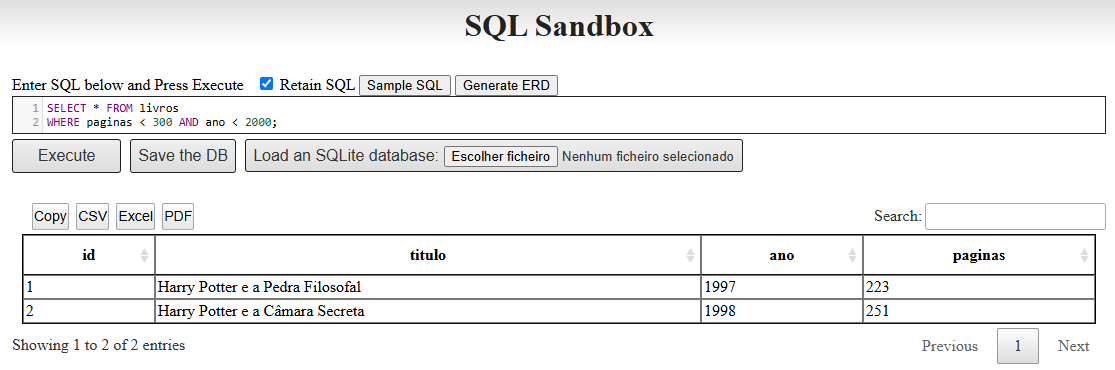 SQL Sandbox
Enter SQL below and Press Execute Retain SQL Sample SQL Generate ERD
1 SELECT * FROM livros
2 WHERE paginas < 300 AND ano < 2000;
Execute Save the DB Load an SQLite database: Escolher ficheiro Nenhum ficheiro selecionado
Copy CSV Excel PDF Search:
id titulo ano paginas
1 Harry Potter e a Pedra Filosofal 1997 223
2 Harry Potter e a Câmara Secreta 1998 251
Showing 1 to 2 of 2 entries Previous 1 Next